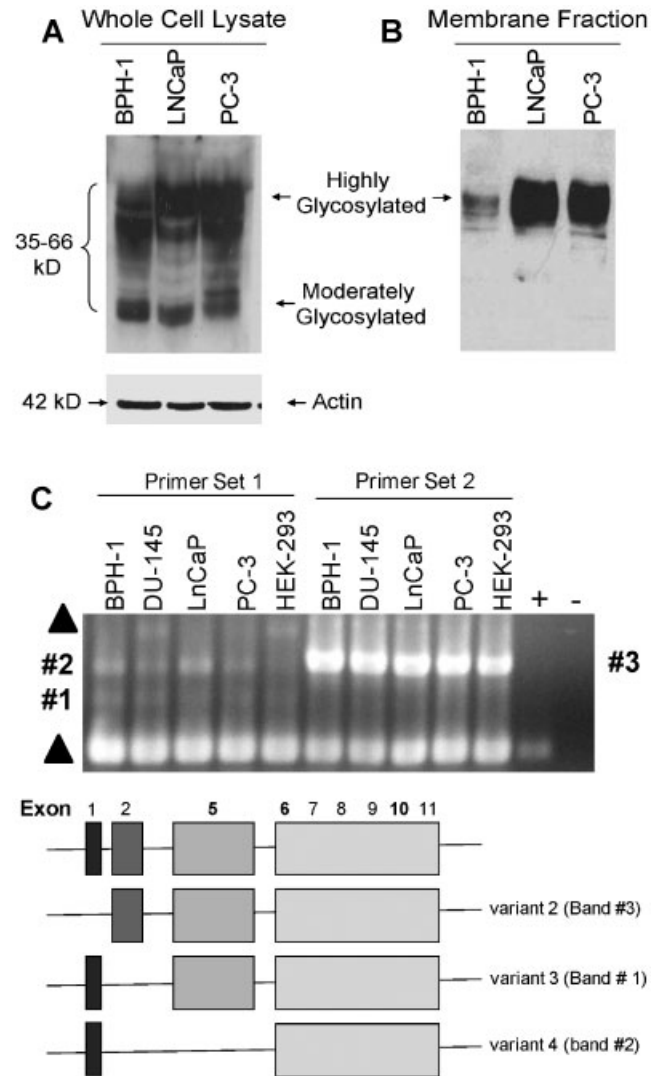 A Whole Cell Lysate
BPH-1 LNCaP PC-3
35-66
kD
Highly
Glycosylated
Moderately
Glycosylated
42 kD
Actin
B Membrane Fraction
BPH-1 LNCaP PC-3
C
Primer Set 1 Primer Set 2
BPH-1 DU-145 LnCaP PC-3 HEK-293 BPH-1 DU-145 LnCaP PC-3 HEK-293 + -
#2 #3
#1
Exon 1 2 5 6 7 8 9 10 11
variant 2 (Band #3)
variant 3 (Band # 1)
variant 4 (band #2)